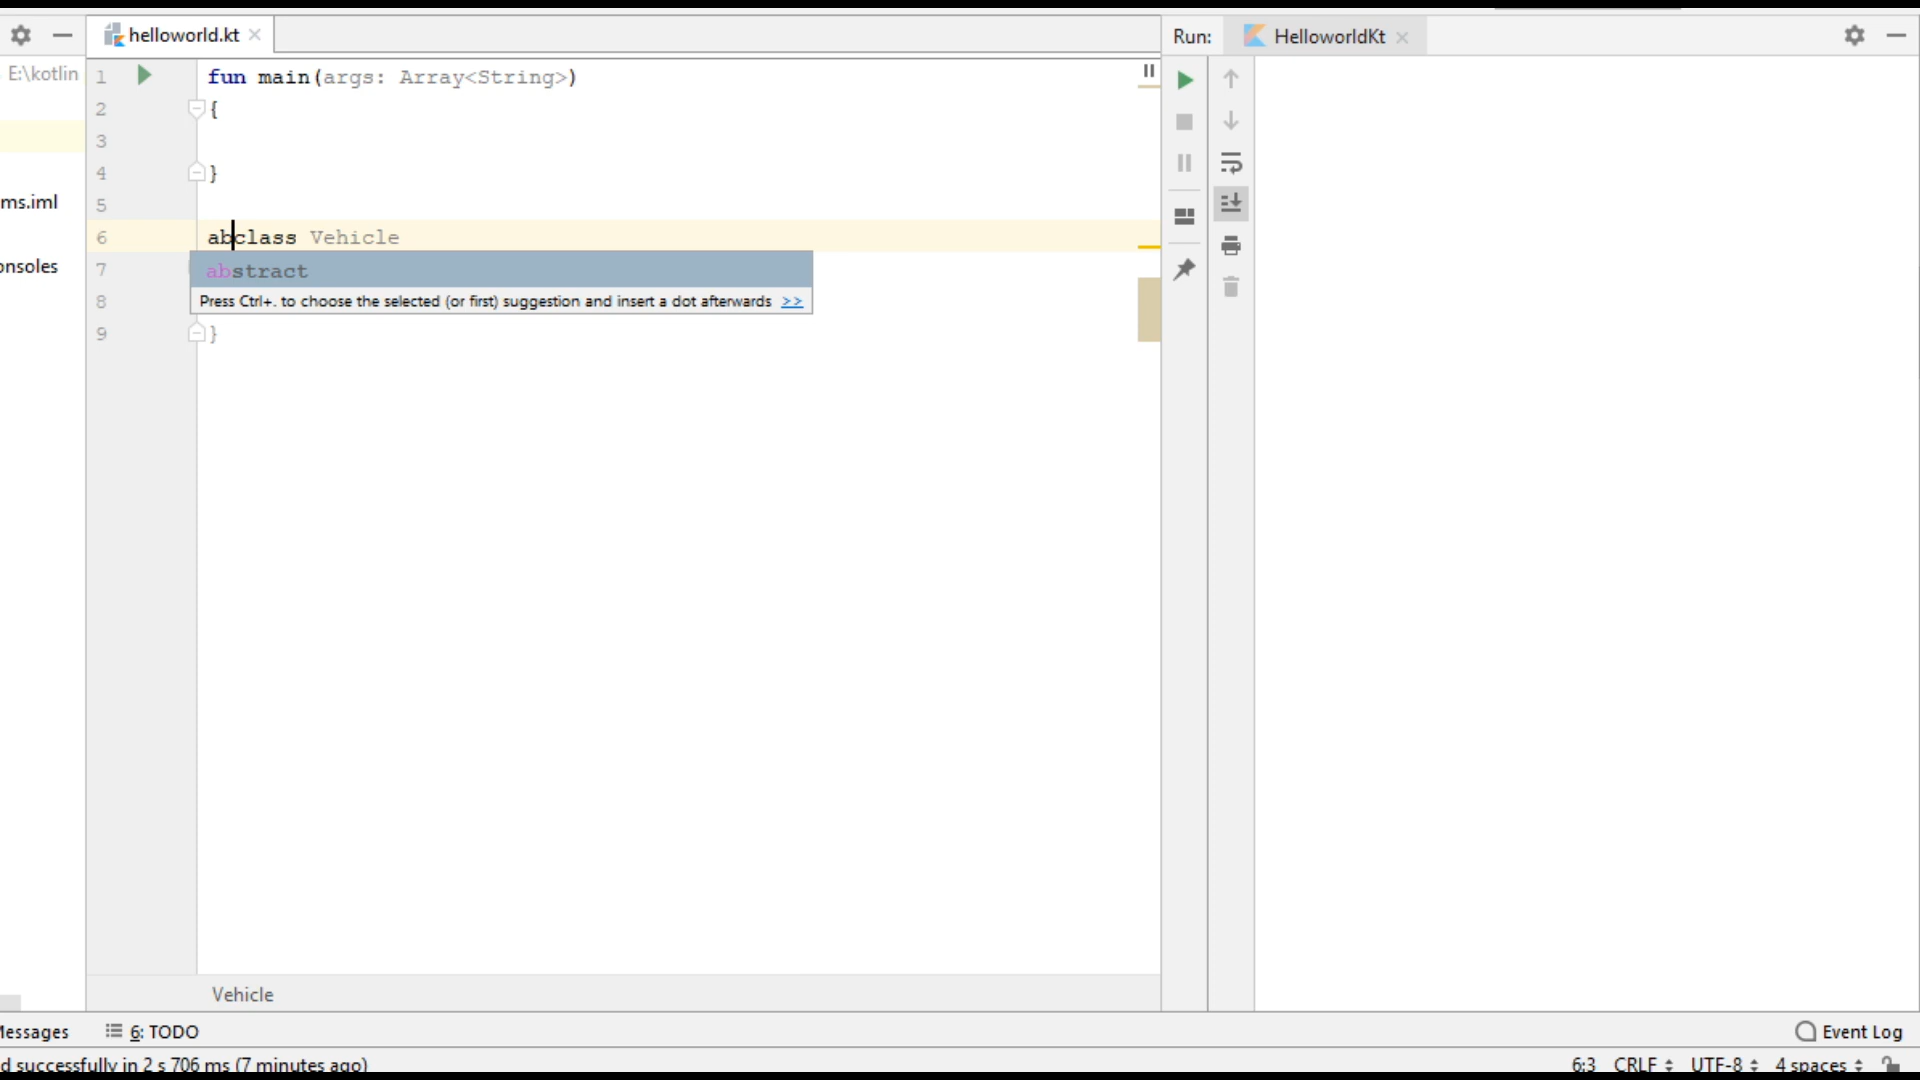 helloworld.kt
Run:
HelloworldKt
E:\kotlin
1 fun main(args: Array<String>)
2 {
3
4 }
ms.iml
5
6 abclass Vehicle
onsoles
7 abstract
8 Press Ctrl+. to choose the selected (or first) suggestion and insert a dot afterwards >>
9 }
Vehicle
Messages
6: TODO
Event Log
d successfully in 2 s 706 ms (7 minutes ago)
6:3 CRLF UTF-8 4 spaces